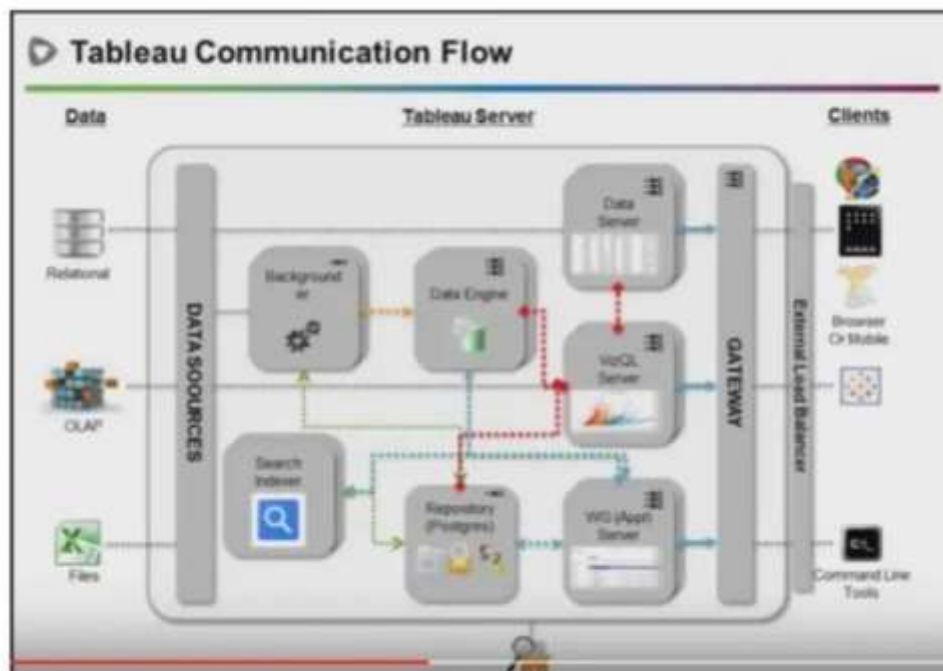 Tableau Communication Flow
Data
Tableau Server
Clients
Relational
OLAP
Files
DATA SOOURCES
Background
er
Data Engine
Data
Server
VizQL
Server
Search
Indexer
Repository
(Postgres)
WG (App)
Server
GATEWAY
External Load Balancer
Browser
Or Mobile
C:\_
Command Line
Tools